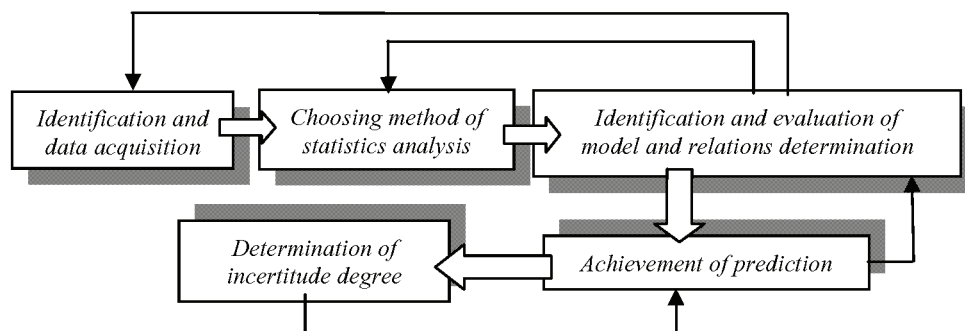 Identification and
data acquisition
Choosing method of
statistics analysis
Identification and evaluation of
model and relations determination
Determination of
incertitude degree
Achievement of prediction